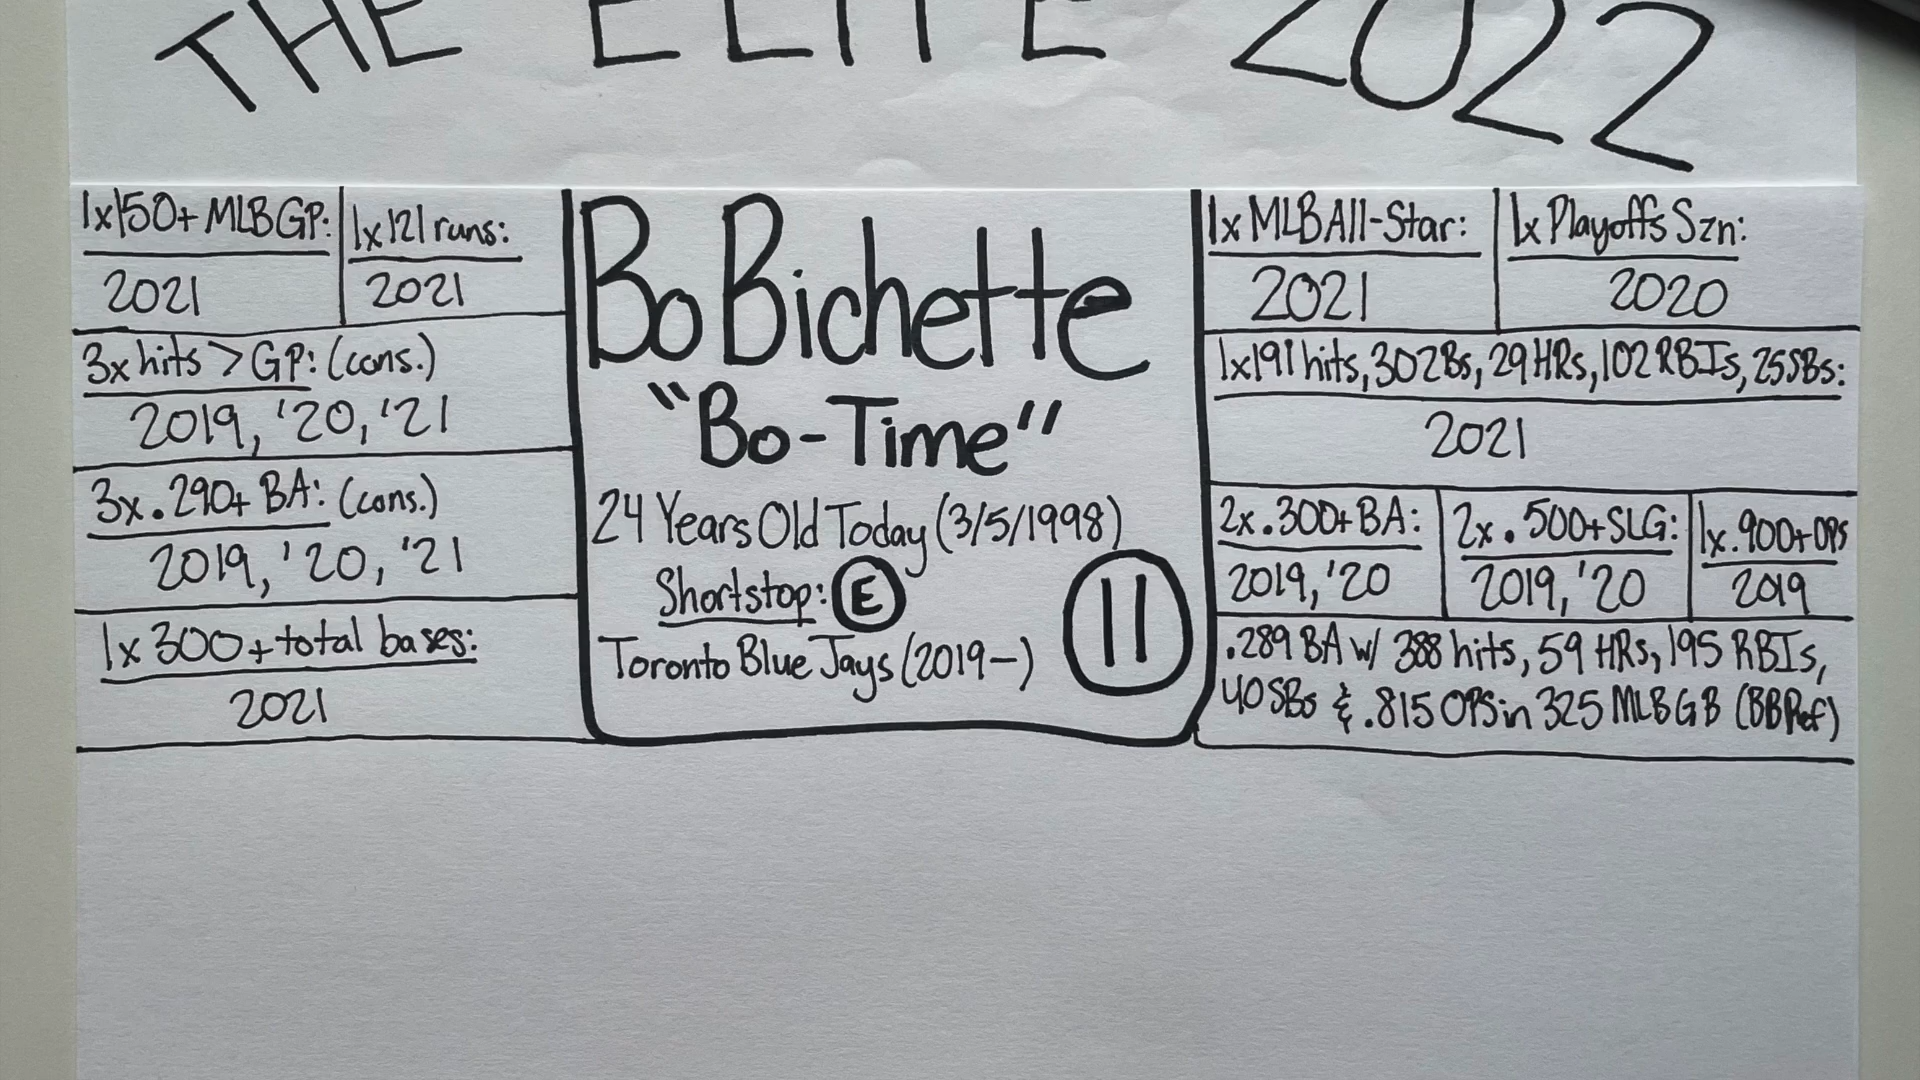 THE ELITE 2022
1x150+ MLB GP:
2021
1x121 runs:
2021
3x hits > GP: (cons.)
2019, '20, '21
3x .290+ BA: (cons.)
2019, '20, '21
1x 300+ total bases:
2021
Bo Bichette
"Bo-Time"
24 Years Old Today (3/5/1998)
Shortstop: E
Toronto Blue Jays (2019-)
11
1x MLB All-Star:
2021
1x Playoffs Szn:
2020
1x191 hits, 30 2Bs, 29 HRs, 102 RBIs, 25 SBs:
2021
2x .300+ BA:
2019, '20
2x .500+ SLG:
2019, '20
1x .900+ OPS
2019
.289 BA w/ 388 hits, 59 HRs, 195 RBIs,
40 SBs & .815 OPS in 325 MLB GB (BBRef)